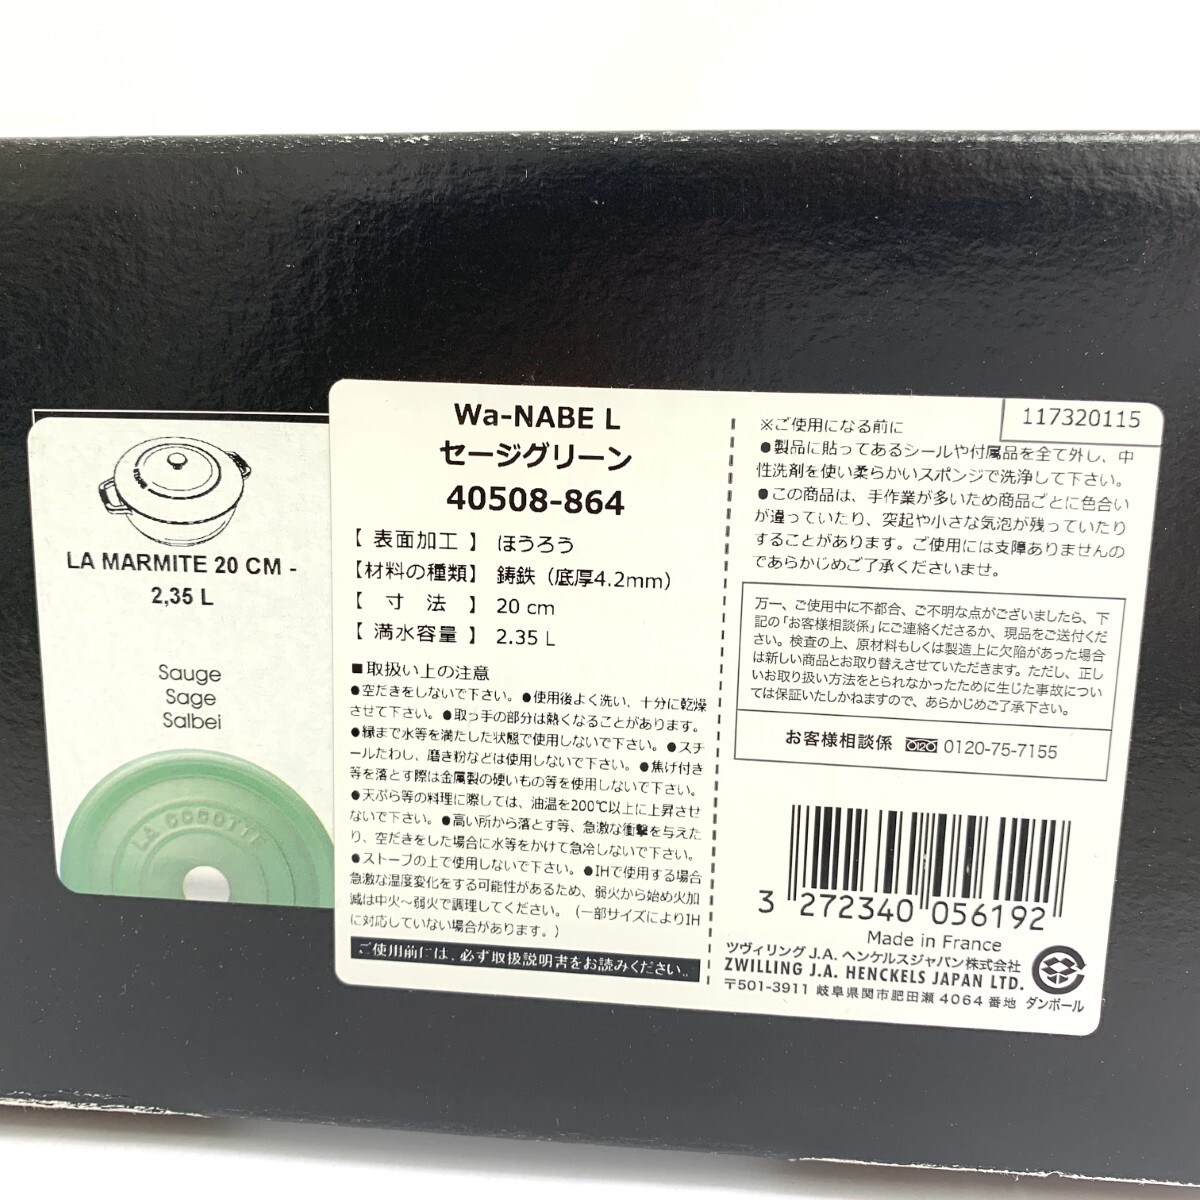 LA MARMITE 20 CM -
2,35 L
Sauge
Sage
Salbei
LA COCOTTE
Wa-NABE L
セージグリーン
40508-864
【 表面加工 】 ほうろう
【材料の種類】 鋳鉄（底厚4.2mm）
【 寸 法 】 20 cm
【 満水容量 】 2.35 L
■取扱い上の注意
●空だきをしないで下さい。●使用後よく洗い、十分に乾燥
させて下さい。●取っ手の部分は熱くなることがあります。
●縁まで水等を満たした状態で使用しないで下さい。●スチ
ールたわし、磨き粉などは使用しないで下さい。●焦げ付き
等を落とす際は金属製の硬いもの等を使用しないで下さい。
●天ぷら等の料理に際しては、油温を200℃以上に上昇させ
ないで下さい。●高い所から落とす等、急激な衝撃を与えた
り、空だきをした場合に水等をかけて急冷しないで下さい。
●ストーブの上で使用しないで下さい。●IHで使用する場合
急激な温度変化をする可能性があるため、弱火から始め火加
減は中火～弱火で調理してください。（一部サイズによりIH
に対応していない場合があります。）
ご使用前には、必ず取扱説明書をお読みください。
117320115
※ご使用になる前に
●製品に貼ってあるシールや付属品を全て外し、中
性洗剤を使い柔らかいスポンジで洗浄して下さい。
●この商品は、手作業が多いため商品ごとに色合い
が違っていたり、突起や小さな気泡が残っていたり
することがあります。ご使用には支障ありませんの
であらかじめご了承くださいませ。
万一、ご使用中に不都合、ご不明な点がございましたら、下
記の「お客様相談係」にご連絡くださるか、現品をご送付くだ
さい。検査の上、原材料もしくは製造上に欠陥があった場合
は新しい商品とお取り替えさせていただきます。ただし、正し
いお取り扱い方法をとられなかったために生じた事故につい
ては保証いたしかねますので、あらかじめご了承下さい。
お客様相談係 0120-75-7155
3 272340 056192
Made in France
ツヴィリング J.A. ヘンケルスジャパン株式会社
ZWILLING J.A. HENCKELS JAPAN LTD.
〒501-3911 岐阜県関市肥田瀬 4064 番地 ダンボール